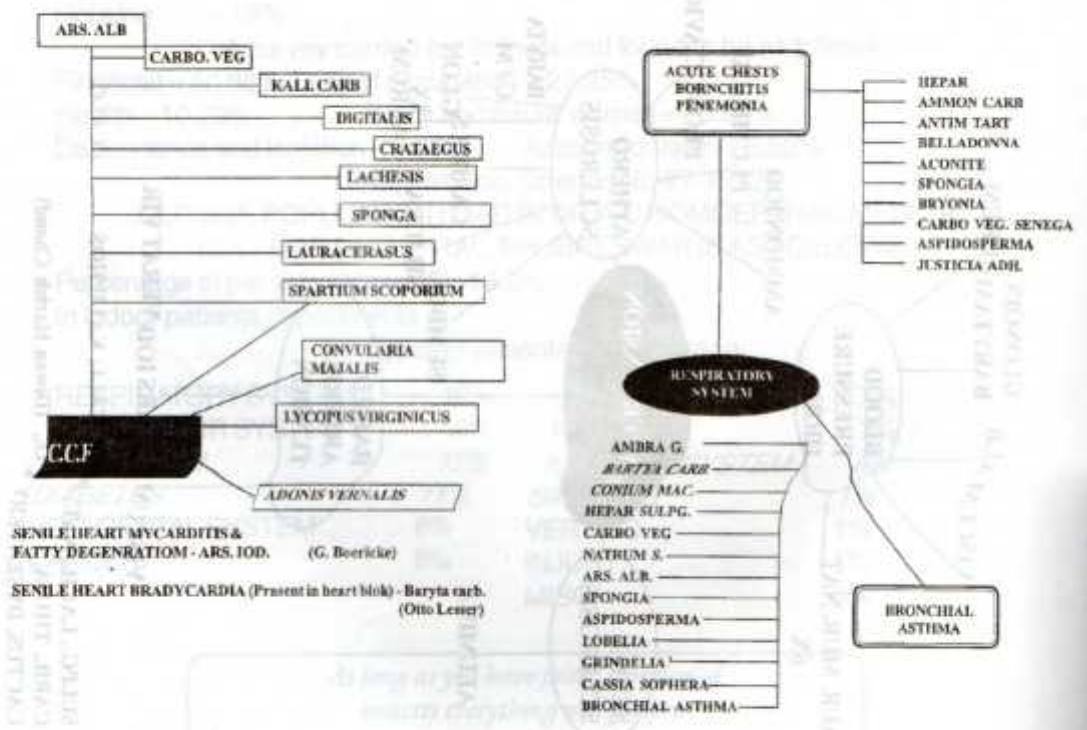 ARS. ALB
CARBO. VEG
KALI. CARB
DIGITALIS
CRATAEGUS
LACHESIS
SPONGA
LAURACERASUS
SPARTIUM SCOPORIUM
CONVULARIA
MAJALIS
LYCOPUS VIRGINICUS
C.C.F
ADONIS VERNALIS
SENILE HEART MYCARDITIS &
FATTY DEGENRATIOM - ARS. IOD. (G. Boericke)
SENILE HEART BRADYCARDIA (Prasent in heart blok) - Baryta carb.
(Otto Lesser)
ACUTE CHESTS
BORNCHITIS
PENEMONIA
HEPAR
AMMON CARB
ANTIM TART
BELLADONNA
ACONITE
SPONGIA
BRYONIA
CARBO VEG. SENEGA
ASPIDOSPERMA
JUSTICIA ADH.
RESPIRATORY
SYSTEM
AMBRA G.
BARTYA CARB
CONIUM MAC.
HEPAR SULPG.
CARBO VEG
NATRUM S.
ARS. ALB.
SPONGIA
ASPIDOSPERMA
LOBELIA
GRINDELIA
CASSIA SOPHERA
BRONCHIAL ASTHMA
BRONCHIAL
ASTHMA